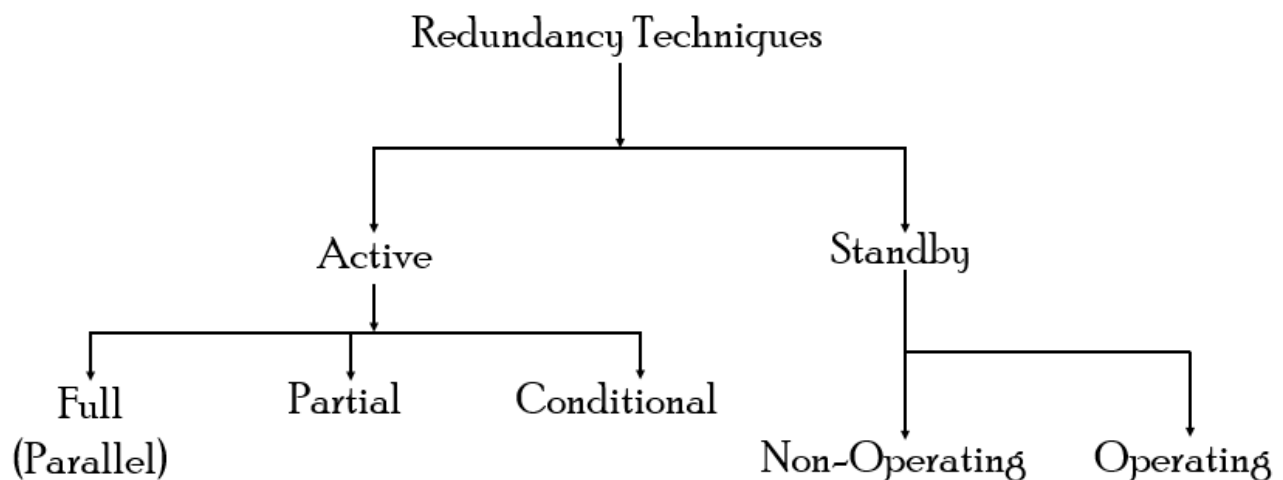 Redundancy Techniques
Active
Standby
Full
(Parallel)
Partial
Conditional
Non-Operating
Operating